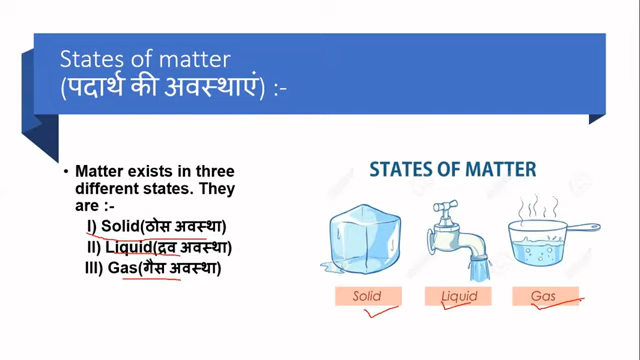 States of matter
(पदार्थ की अवस्थाएं) :-
• Matter exists in three
different states. They
are :-
I) Solid(ठोस अवस्था)
II) Liquid(द्रव अवस्था)
III) Gas(गैस अवस्था)
STATES OF MATTER
Solid
Liquid
Gas